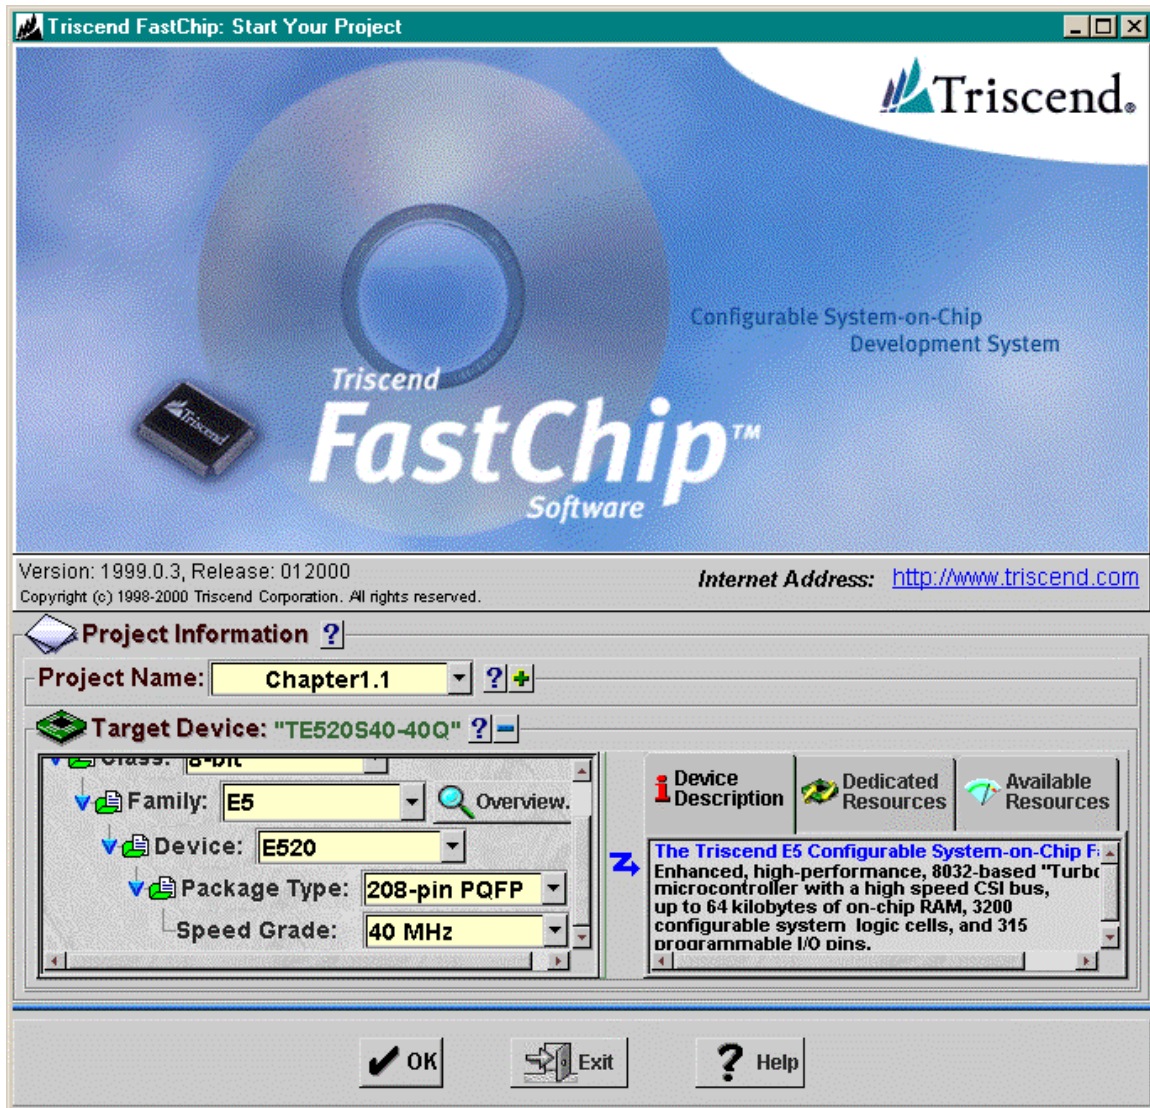 Triscend FastChip: Start Your Project
Triscend®
Configurable System-on-Chip
Development System
Triscend
Triscend
FastChip™
Software
Version: 1999.0.3, Release: 012000
Internet Address: http://www.triscend.com
Copyright (c) 1998-2000 Triscend Corporation. All rights reserved.
Project Information ?
Project Name: Chapter1.1 ? +
Target Device: "TE520S40-40Q" ? -
Class: 8-bit
Family: E5 Overview.
Device: E520
Package Type: 208-pin PQFP
Speed Grade: 40 MHz
Device Description
Dedicated Resources
Available Resources
The Triscend E5 Configurable System-on-Chip
Enhanced, high-performance, 8032-based "Turbo
microcontroller with a high speed CSI bus,
up to 64 kilobytes of on-chip RAM, 3200
configurable system logic cells, and 315
programmable I/O pins.
OK
Exit
Help